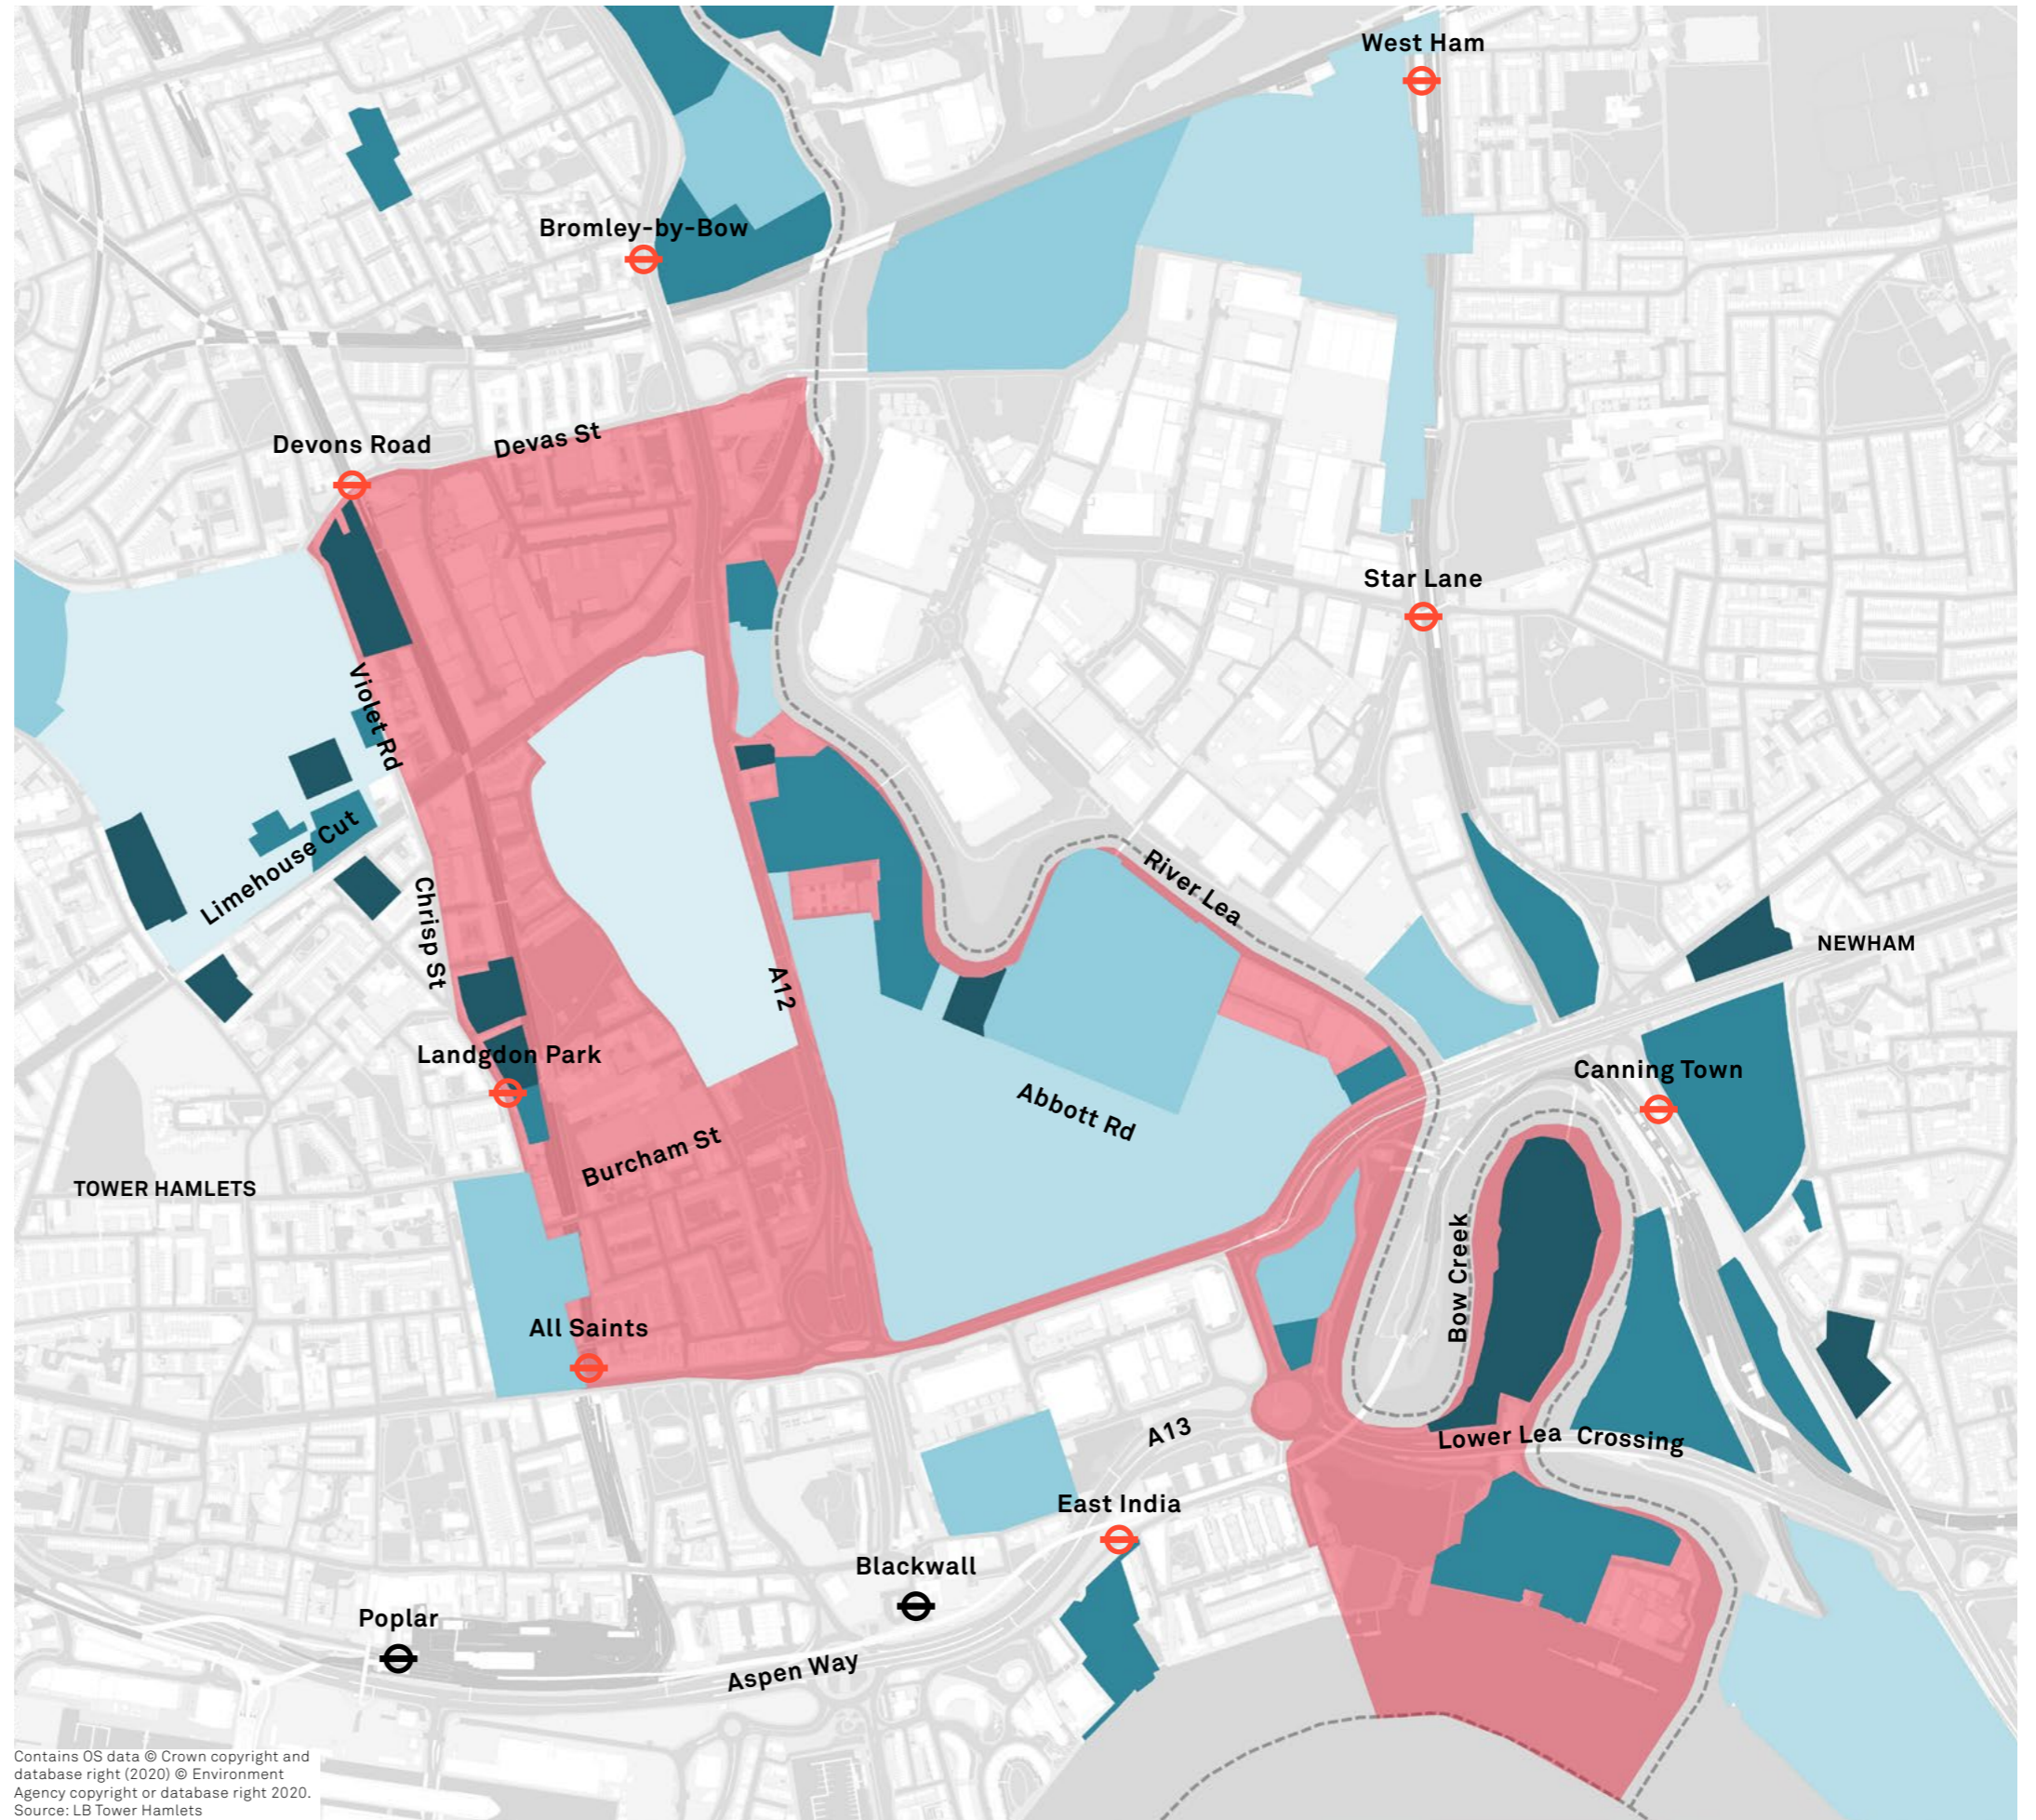 West Ham
Bromley-by-Bow
Devons Road
Devas St
Star Lane
Violet Rd
Limehouse Cut
Chrisp St
River Lea
A12
NEWHAM
Landgdon Park
Canning Town
Abbott Rd
Burcham St
TOWER HAMLETS
Bow Creek
All Saints
A13
Lower Lea Crossing
East India
Blackwall
Poplar
Aspen Way
Contains OS data © Crown copyright and
database right (2020) © Environment
Agency copyright or database right 2020.
Source: LB Tower Hamlets